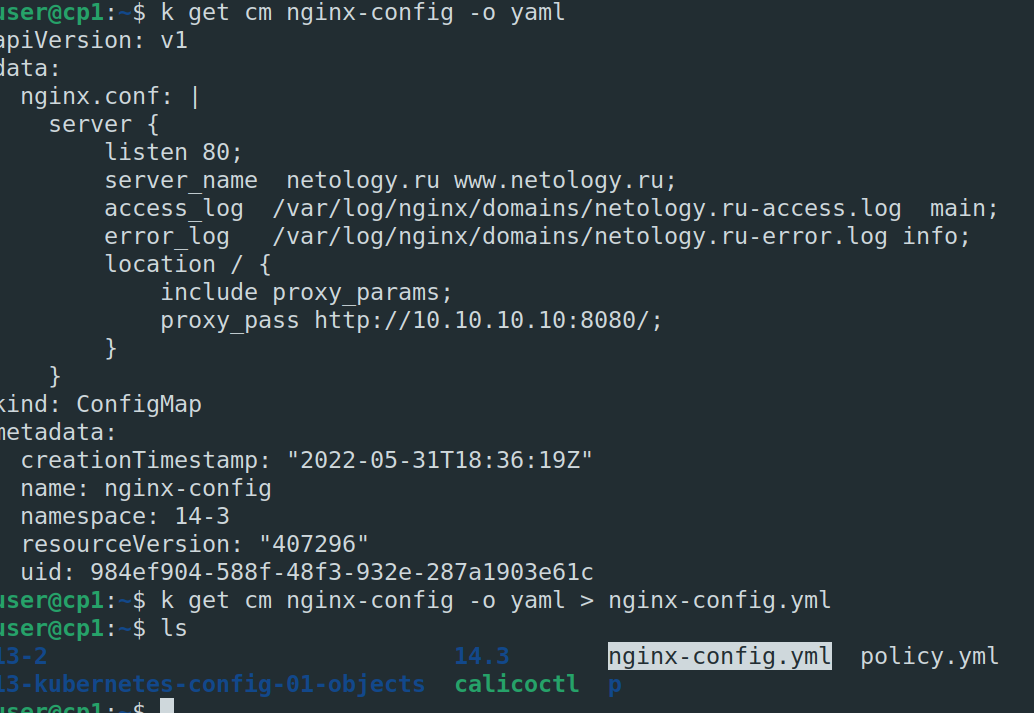 user@cp1:~$ k get cm nginx-config -o yaml
apiVersion: v1
data:
  nginx.conf: |
    server {
        listen 80;
        server_name  netology.ru www.netology.ru;
        access_log  /var/log/nginx/domains/netology.ru-access.log  main;
        error_log   /var/log/nginx/domains/netology.ru-error.log info;
        location / {
            include proxy_params;
            proxy_pass http://10.10.10.10:8080/;
        }
    }
kind: ConfigMap
metadata:
  creationTimestamp: "2022-05-31T18:36:19Z"
  name: nginx-config
  namespace: 14-3
  resourceVersion: "407296"
  uid: 984ef904-588f-48f3-932e-287a1903e61c
user@cp1:~$ k get cm nginx-config -o yaml > nginx-config.yml
user@cp1:~$ ls
13-2                             14.3       nginx-config.yml  policy.yml
13-kubernetes-config-01-objects  calicoctl  p
user@cp1:~$